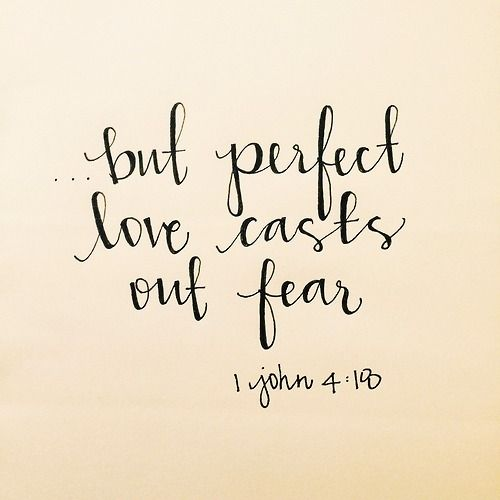 ...but perfect
love casts
out fear
1 john 4:18